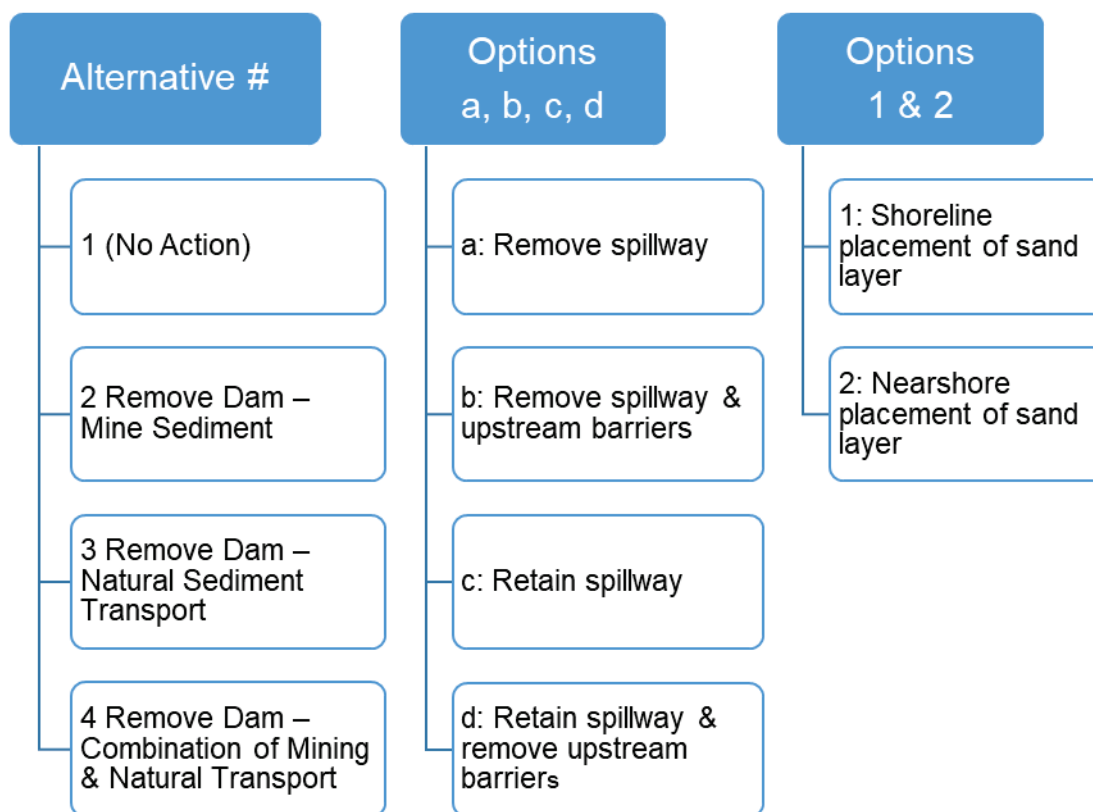 Alternative #
1 (No Action)
2 Remove Dam –
Mine Sediment
3 Remove Dam –
Natural Sediment
Transport
4 Remove Dam –
Combination of Mining
& Natural Transport
Options
a, b, c, d
a: Remove spillway
b: Remove spillway &
upstream barriers
c: Retain spillway
d: Retain spillway &
remove upstream
barriers
Options
1 & 2
1: Shoreline
placement of sand
layer
2: Nearshore
placement of sand
layer